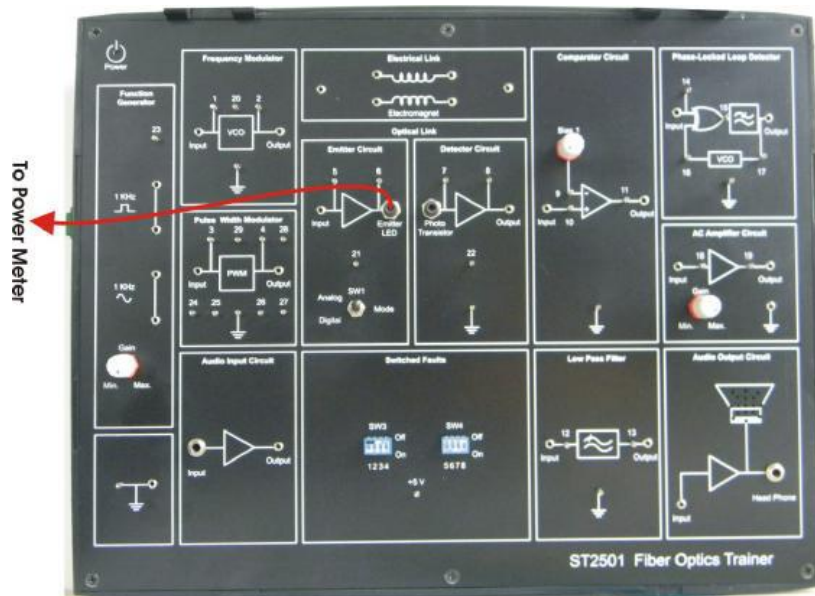 To Power Meter
Power
Function Generator
23
1 KHz
1 KHz
Gain
Min. Max.
Frequency Modulator
1 20 2
VCO
Input Output
Pulse Width Modulator
3 29 4 28
PWM
Input Output
24 25 26 27
Audio Input Circuit
Input Output
Electrical Link
Electromagnet
Optical Link
Emitter Circuit
5 6
Input Emitter LED
21
SW1
Analog Mode
Digital
Detector Circuit
7 8
Photo Transistor Output
22
Switched Faults
SW3 SW4
Off Off
On On
1 2 3 4 5 6 7 8
+5 V
Comparator Circuit
Bias 1
9 11
Input 10 Output
Low Pass Filter
12 13
Input Output
Phase-Locked Loop Detector
14
15
Input Output
VCO
16 17
AC Amplifier Circuit
18 19
Input Output
Gain
Min. Max.
Audio Output Circuit
Input
Head Phone
ST2501 Fiber Optics Trainer